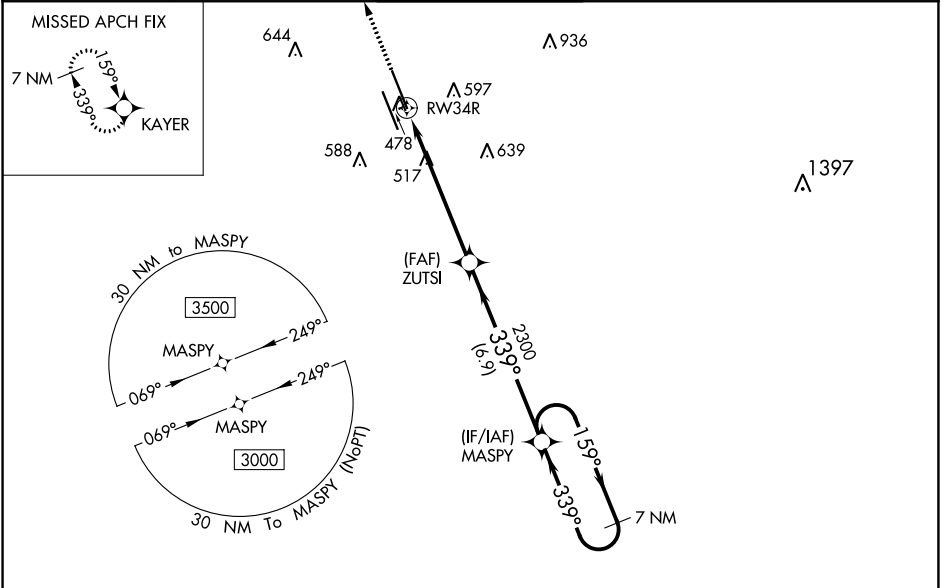 MISSED APCH FIX
7 NM
159°
339°
KAYER
644
936
597
RW34R
478
588
517
639
1397
(FAF)
ZUTSI
2300
339°
(6.9)
(IF/IAF)
MASPY
159°
339°
7 NM
30 NM to MASPY
3500
MASPY
249°
069°
249°
069°
MASPY
3000
30 NM To MASPY (NoPT)